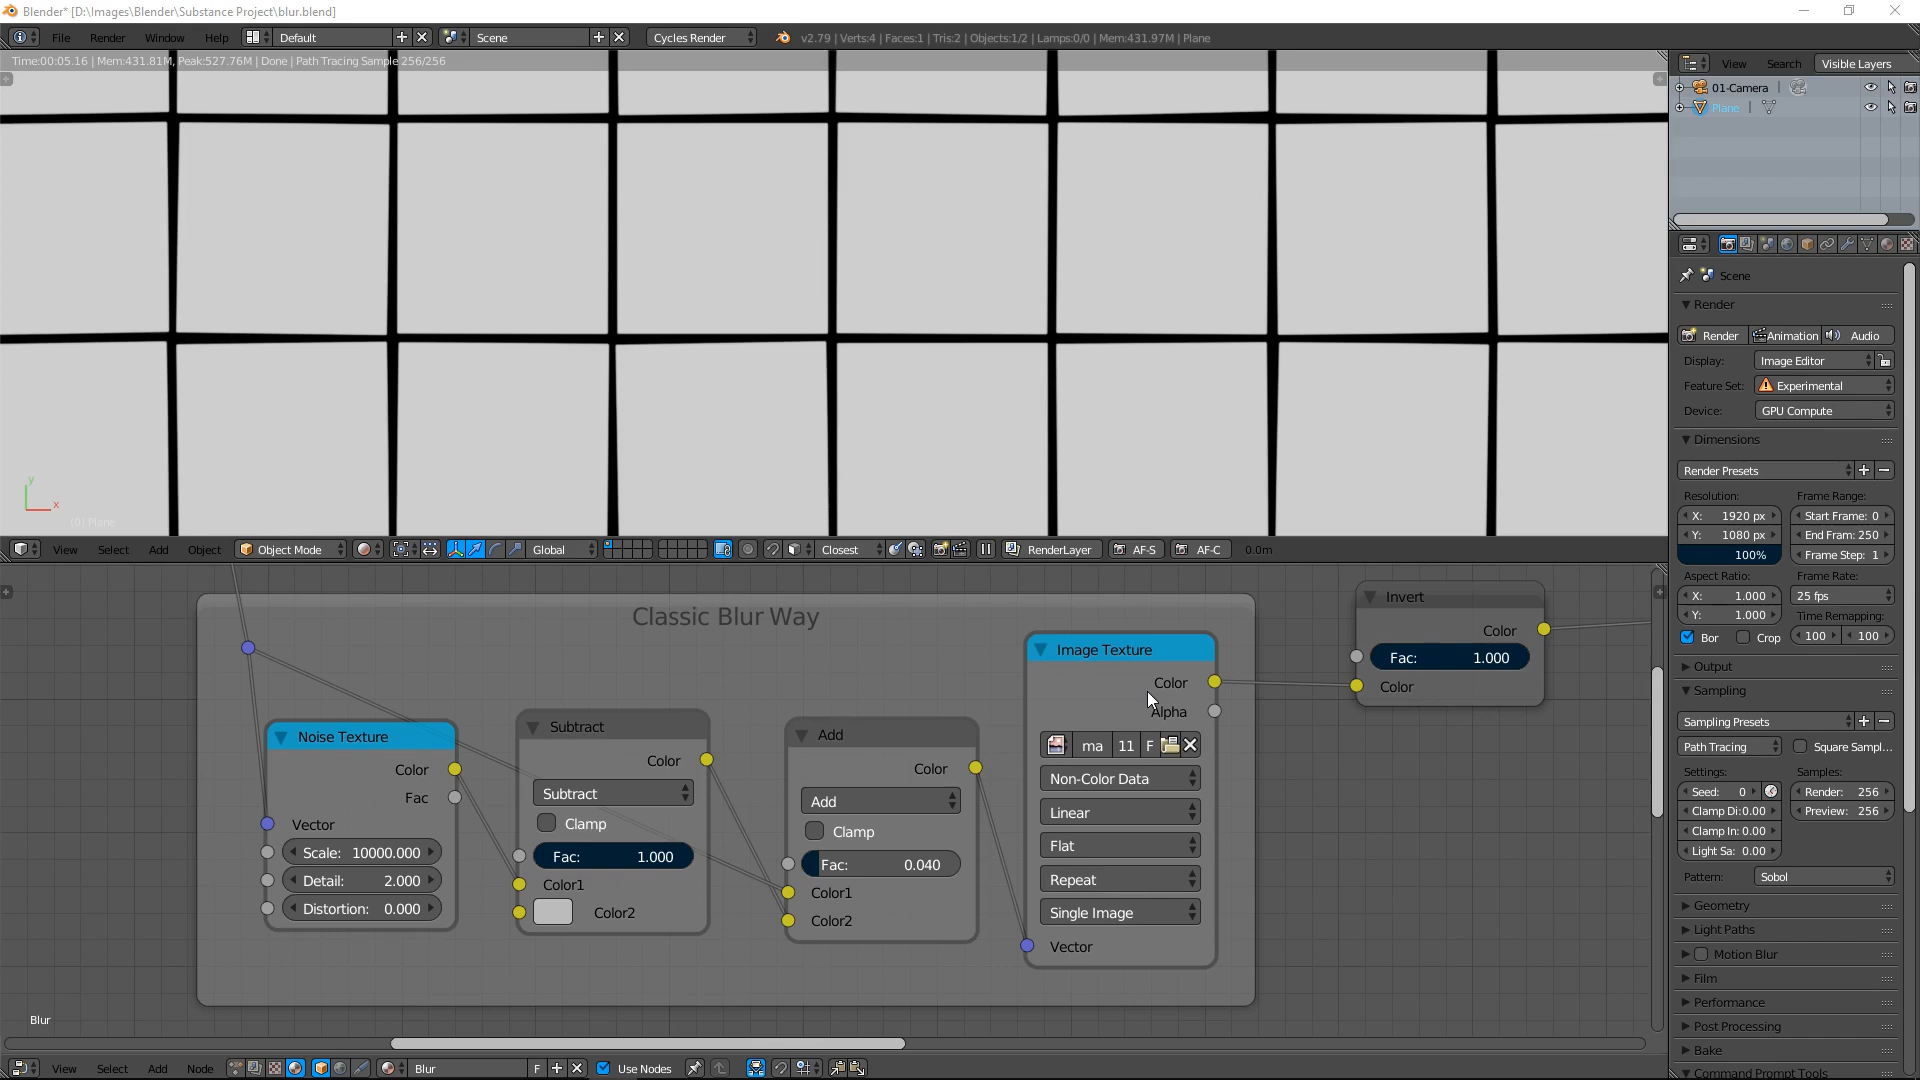 Blender* [D:\Images\Blender\Substance Project\blur.blend]
File Render Window Help Default Scene Cycles Render v2.79 | Verts:4 | Faces:1 | Tris:2 | Objects:1/2 | Lamps:0/0 | Mem:431.97M | Plane
Time:00:05.16 | Mem:431.81M, Peak:527.76M | Done | Path Tracing Sample 256/256
View Search Visible Layers
01-Camera
Plane
Scene
Render
Render Animation Audio
Display: Image Editor
Feature Set: Experimental
Device: GPU Compute
Dimensions
Render Presets
Resolution: Frame Range:
X: 1920 px Start Frame: 0
Y: 1080 px End Fram: 250
100% Frame Step: 1
Aspect Ratio: Frame Rate:
X: 1.000 25 fps
Y: 1.000 Time Remapping:
Bor Crop 100 100
Output
Sampling
Sampling Presets
Path Tracing Square Sampl...
Settings: Samples:
Seed: 0 Render: 256
Clamp Di:0.00 Preview: 256
Clamp In: 0.00
Light Sa: 0.00
Pattern: Sobol
Geometry
Light Paths
Motion Blur
Film
Performance
Post Processing
Bake
Command Prompt Tools
y
x
(0) Plane
View Select Add Object Object Mode Global Closest RenderLayer AF-S AF-C 0.0m
Classic Blur Way
Noise Texture
Color
Fac
Vector
Scale: 10000.000
Detail: 2.000
Distortion: 0.000
Subtract
Color
Subtract
Clamp
Fac: 1.000
Color1
Color2
Add
Color
Add
Clamp
Fac: 0.040
Color1
Color2
Image Texture
Color
Alpha
ma 11 F
Non-Color Data
Linear
Flat
Repeat
Single Image
Vector
Invert
Color
Fac: 1.000
Color
Blur
View Select Add Node Blur F Use Nodes